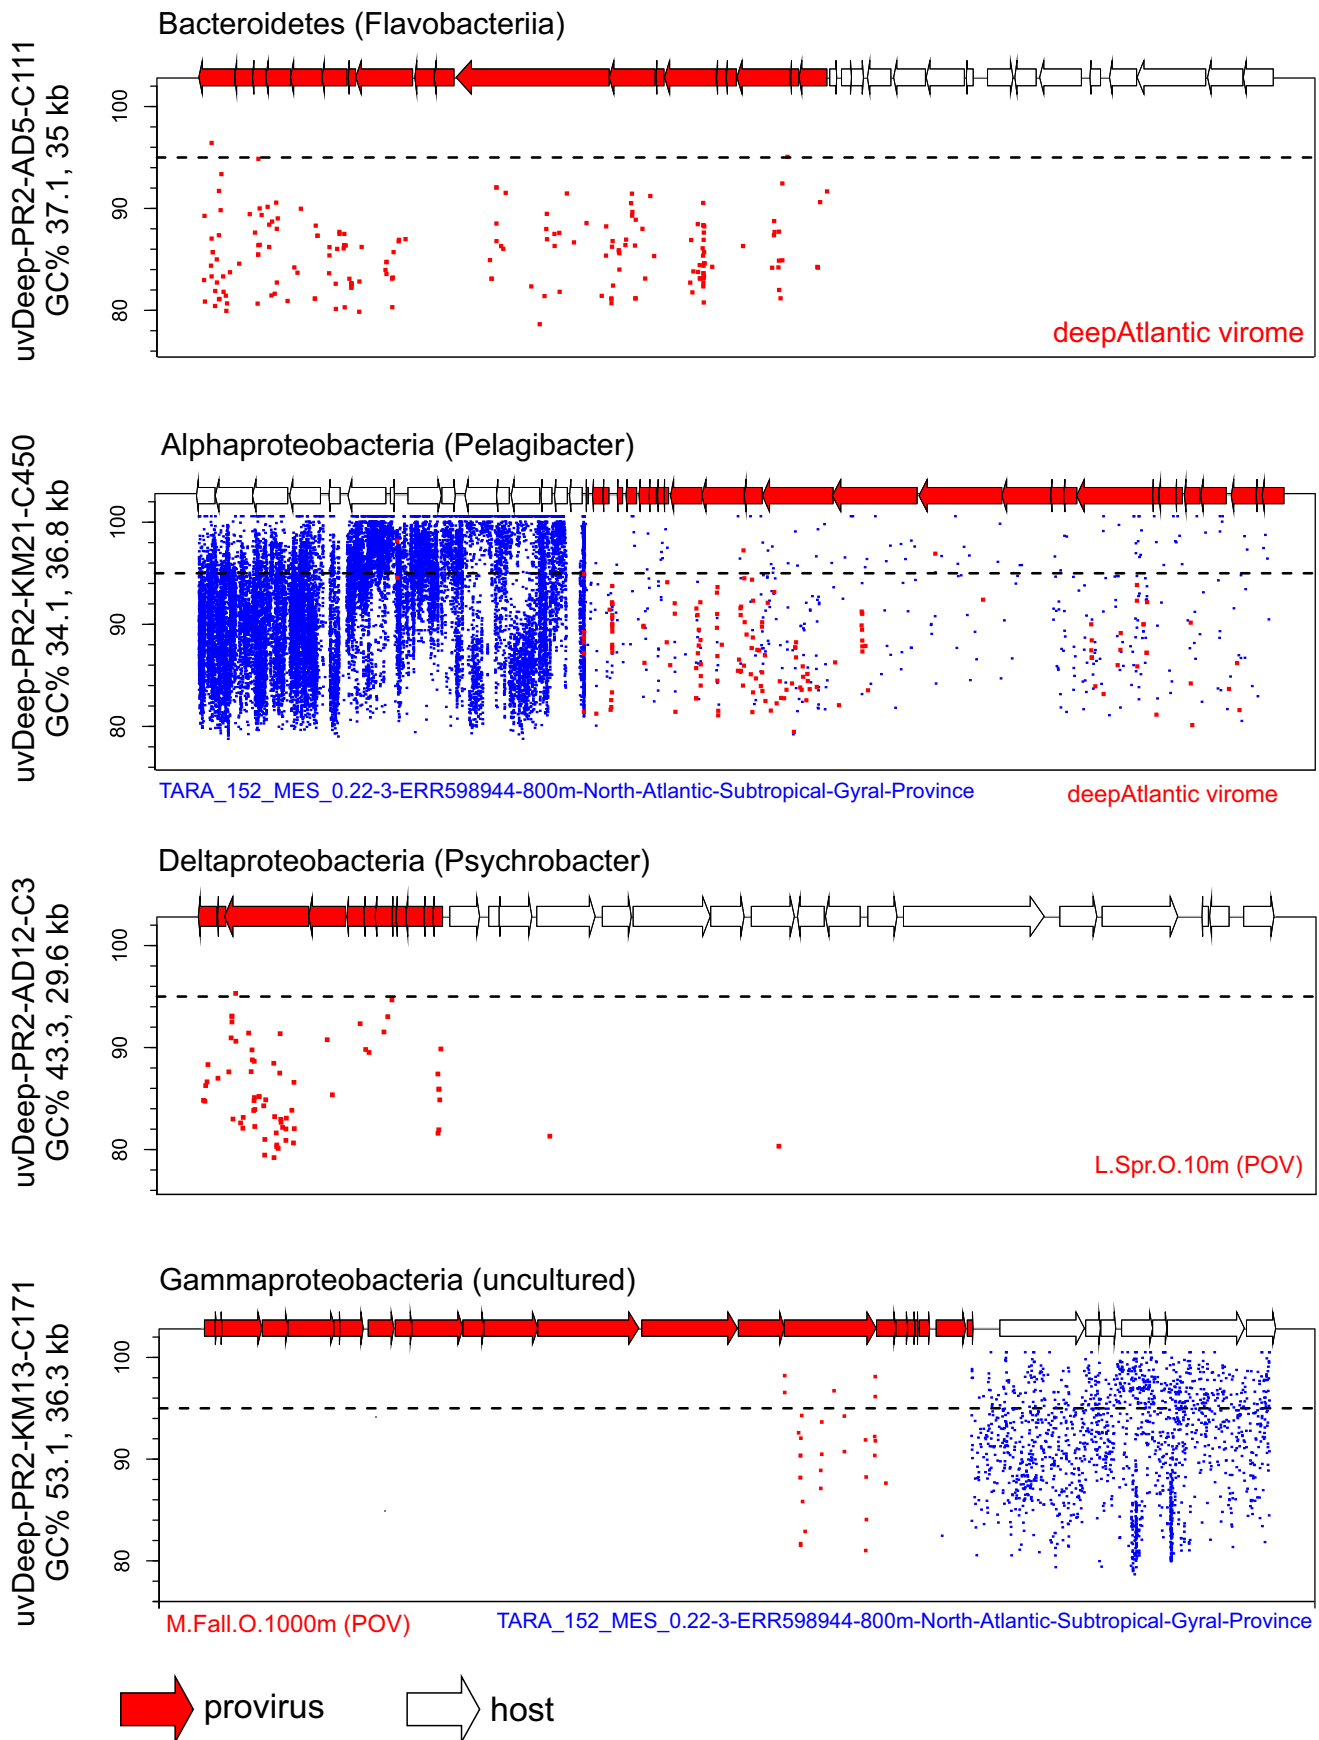 Bacteroidetes (Flavobacteriia)
uvDeep-PR2-AD5-C111
GC% 37.1, 35 kb
100
90
80
deepAtlantic virome
Alphaproteobacteria (Pelagibacter)
uvDeep-PR2-KM21-C450
GC% 34.1, 36.8 kb
100
90
80
TARA_152_MES_0.22-3-ERR598944-800m-North-Atlantic-Subtropical-Gyral-Province
deepAtlantic virome
Deltaproteobacteria (Psychrobacter)
uvDeep-PR2-AD12-C3
GC% 43.3, 29.6 kb
100
90
80
L.Spr.O.10m (POV)
Gammaproteobacteria (uncultured)
uvDeep-PR2-KM13-C171
GC% 53.1, 36.3 kb
100
90
80
M.Fall.O.1000m (POV)
TARA_152_MES_0.22-3-ERR598944-800m-North-Atlantic-Subtropical-Gyral-Province
provirus
host